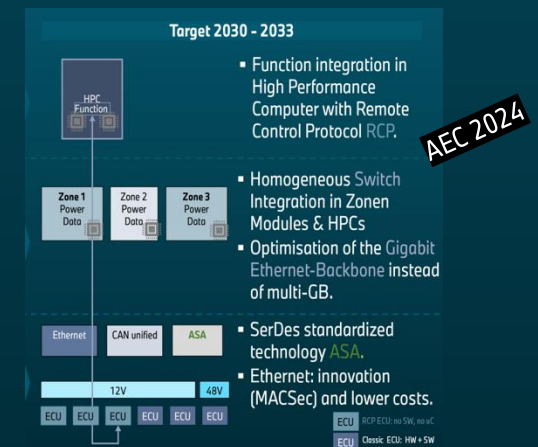 Target 2030 - 2033
HPC
Function
▪ Function integration in
High Performance
Computer with Remote
Control Protocol RCP.
AEC 2024
Zone 1
Power
Data
Zone 2
Power
Data
Zone 3
Power
Data
▪ Homogeneous Switch
Integration in Zonen
Modules & HPCs
▪ Optimisation of the Gigabit
Ethernet-Backbone instead
of multi-GB.
Ethernet
CAN unified
ASA
▪ SerDes standardized
technology ASA.
▪ Ethernet: innovation
(MACSec) and lower costs.
12V
48V
ECU
ECU
ECU
ECU
ECU
ECU
ECU RCP ECU: no SW, no uC
ECU Classic ECU: HW + SW